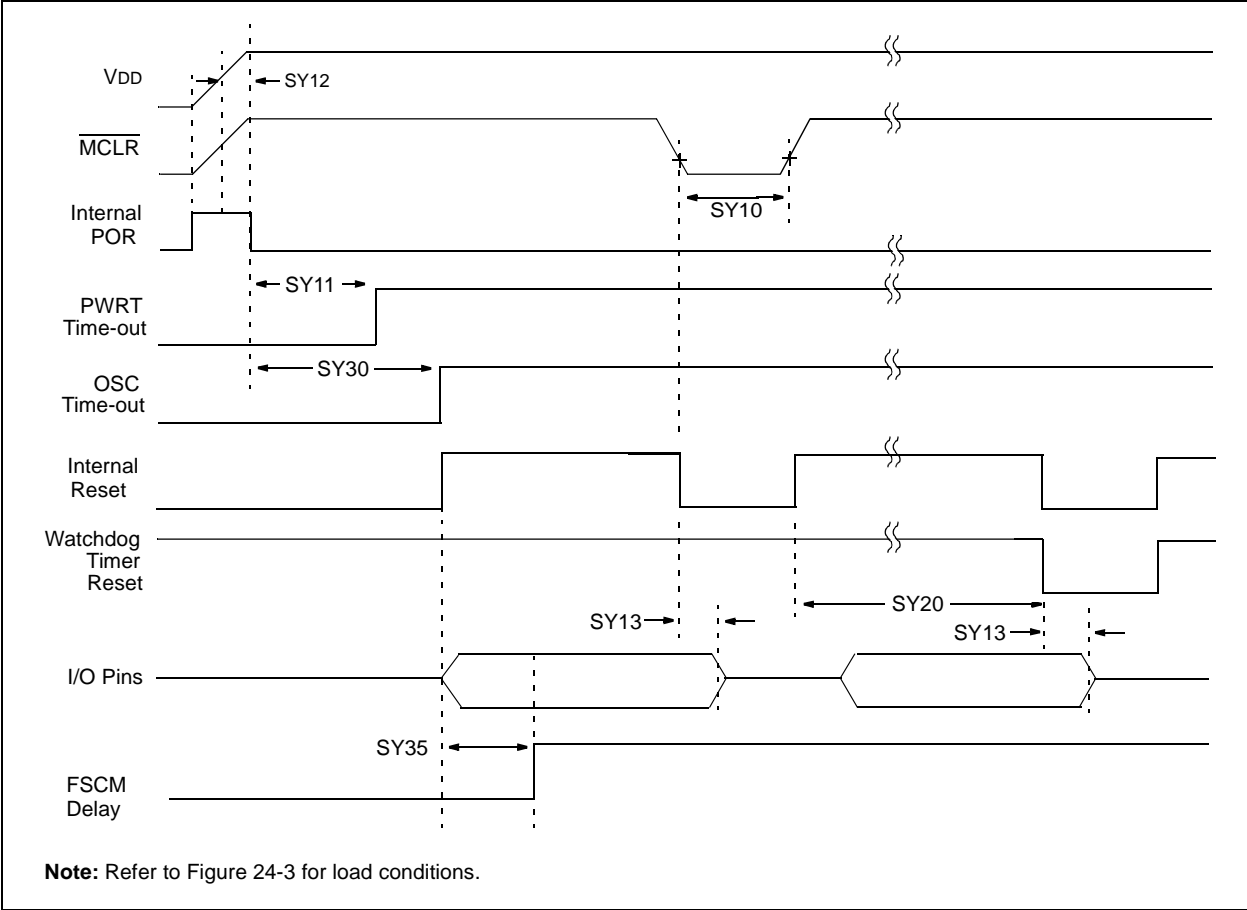 VDD
SY12
MCLR
SY10
Internal
POR
SY11
PWRT
Time-out
SY30
OSC
Time-out
Internal
Reset
Watchdog
Timer
Reset
SY20
SY13
SY13
I/O Pins
SY35
FSCM
Delay
Note: Refer to Figure 24-3 for load conditions.